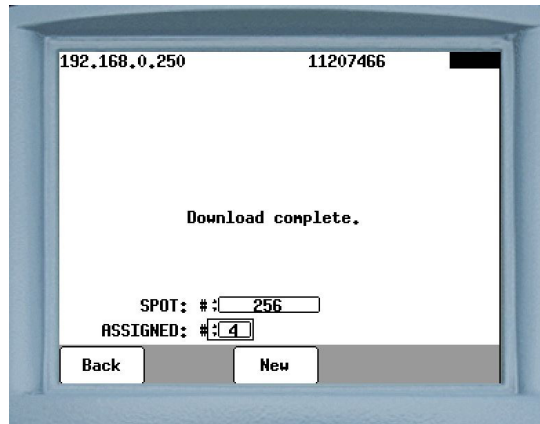 192.168.0.250 11207466
Download complete.
SPOT: # 256
ASSIGNED: # 4
Back New